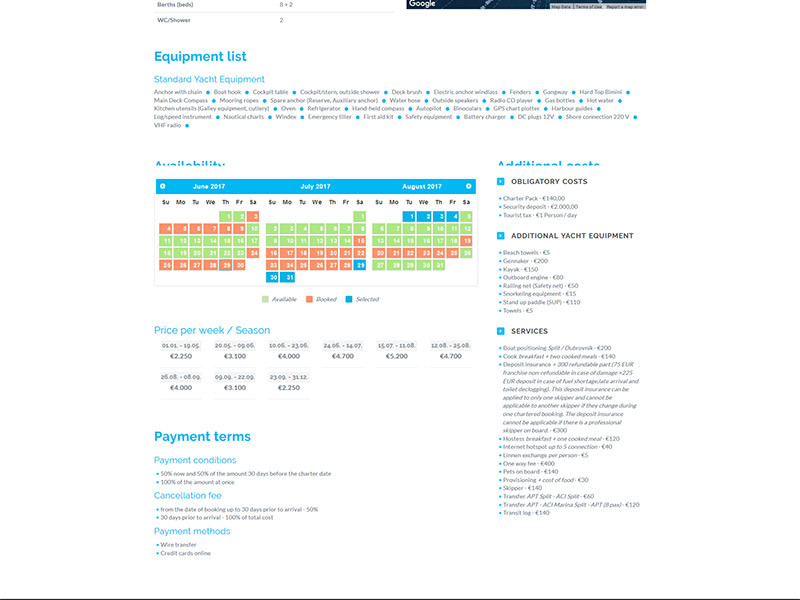 Berths (beds) 8 + 2
WC/Shower 2
Google
Map Data Terms of Use Report a map error
Equipment list
Standard Yacht Equipment
Anchor with chain Boat hook Cockpit table Cockpit/stern, outside shower Deck brush Electric anchor windlass Fenders Gangway Hard Top Bimini
Main Deck Compass Mooring ropes Spare anchor (Reserve, Auxiliary anchor) Water hose Outside speakers Radio CD player Gas bottles Hot water
Kitchen utensils (Galley equipment, cutlery) Oven Refrigerator Hand-held compass Autopilot Binoculars GPS chart plotter Harbour guides
Log/speed instrument Nautical charts Windex Emergency tiller First aid kit Safety equipment Battery charger DC plugs 12V Shore connection 220 V
VHF radio
Availability
June 2017 July 2017 August 2017
Su Mo Tu We Th Fr Sa Su Mo Tu We Th Fr Sa Su Mo Tu We Th Fr Sa
1 2 3 1 1 2 3 4 5
4 5 6 7 8 9 10 2 3 4 5 6 7 8 6 7 8 9 10 11 12
11 12 13 14 15 16 17 9 10 11 12 13 14 15 13 14 15 16 17 18 19
18 19 20 21 22 23 24 16 17 18 19 20 21 22 20 21 22 23 24 25 26
25 26 27 28 29 30 23 24 25 26 27 28 29 27 28 29 30 31
30 31
Available Booked Selected
Price per week / Season
01.01. - 19.05. 20.05. - 09.06. 10.06. - 23.06. 24.06. - 14.07. 15.07. - 11.08. 12.08. - 25.08.
€2.250 €3.100 €4.000 €4.700 €5.200 €4.700
26.08. - 08.09. 09.09. - 22.09. 23.09. - 31.12.
€4.000 €3.100 €2.250
Payment terms
Payment conditions
50% now and 50% of the amount 30 days before the charter date
100% of the amount at once
Cancellation fee
from the date of booking up to 30 days prior to arrival - 50%
30 days prior to arrival - 100% of total cost
Payment methods
Wire transfer
Credit cards online
Additional costs
OBLIGATORY COSTS
Charter Pack - €140,00
Security deposit - €2.000,00
Tourist tax - €1 Person / day
ADDITIONAL YACHT EQUIPMENT
Beach towels - €5
Gennaker - €200
Kayak - €150
Outboard engine - €80
Railing net (Safety net) - €50
Snorkeling equipment - €15
Stand up paddle (SUP) - €110
Towels - €5
SERVICES
Boat positioning Split / Dubrovnik - €200
Cook breakfast + two cooked meals - €140
Deposit insurance + 300 refundable part (75 EUR
franchise non-refundable in case of damage +225
EUR deposit in case of fuel shortage,late arrival and
toilet declogging). This deposit insurance can be
applied to only one skipper and cannot be
applicable to another skipper if they change during
one chartered booking. The deposit insurance
cannot be applicable if there is a professional
skipper on board. - €300
Hostess breakfast + one cooked meal - €120
Internet hotspot up to 5 connection - €40
Linnen exchange per person - €5
One way fee - €400
Pets on board - €140
Provisioning + cost of food - €30
Skipper - €140
Transfer APT Split - ACI Split - €60
Transfer APT - ACI Marina Split - APT (8 pax) - €120
Transit log - €140